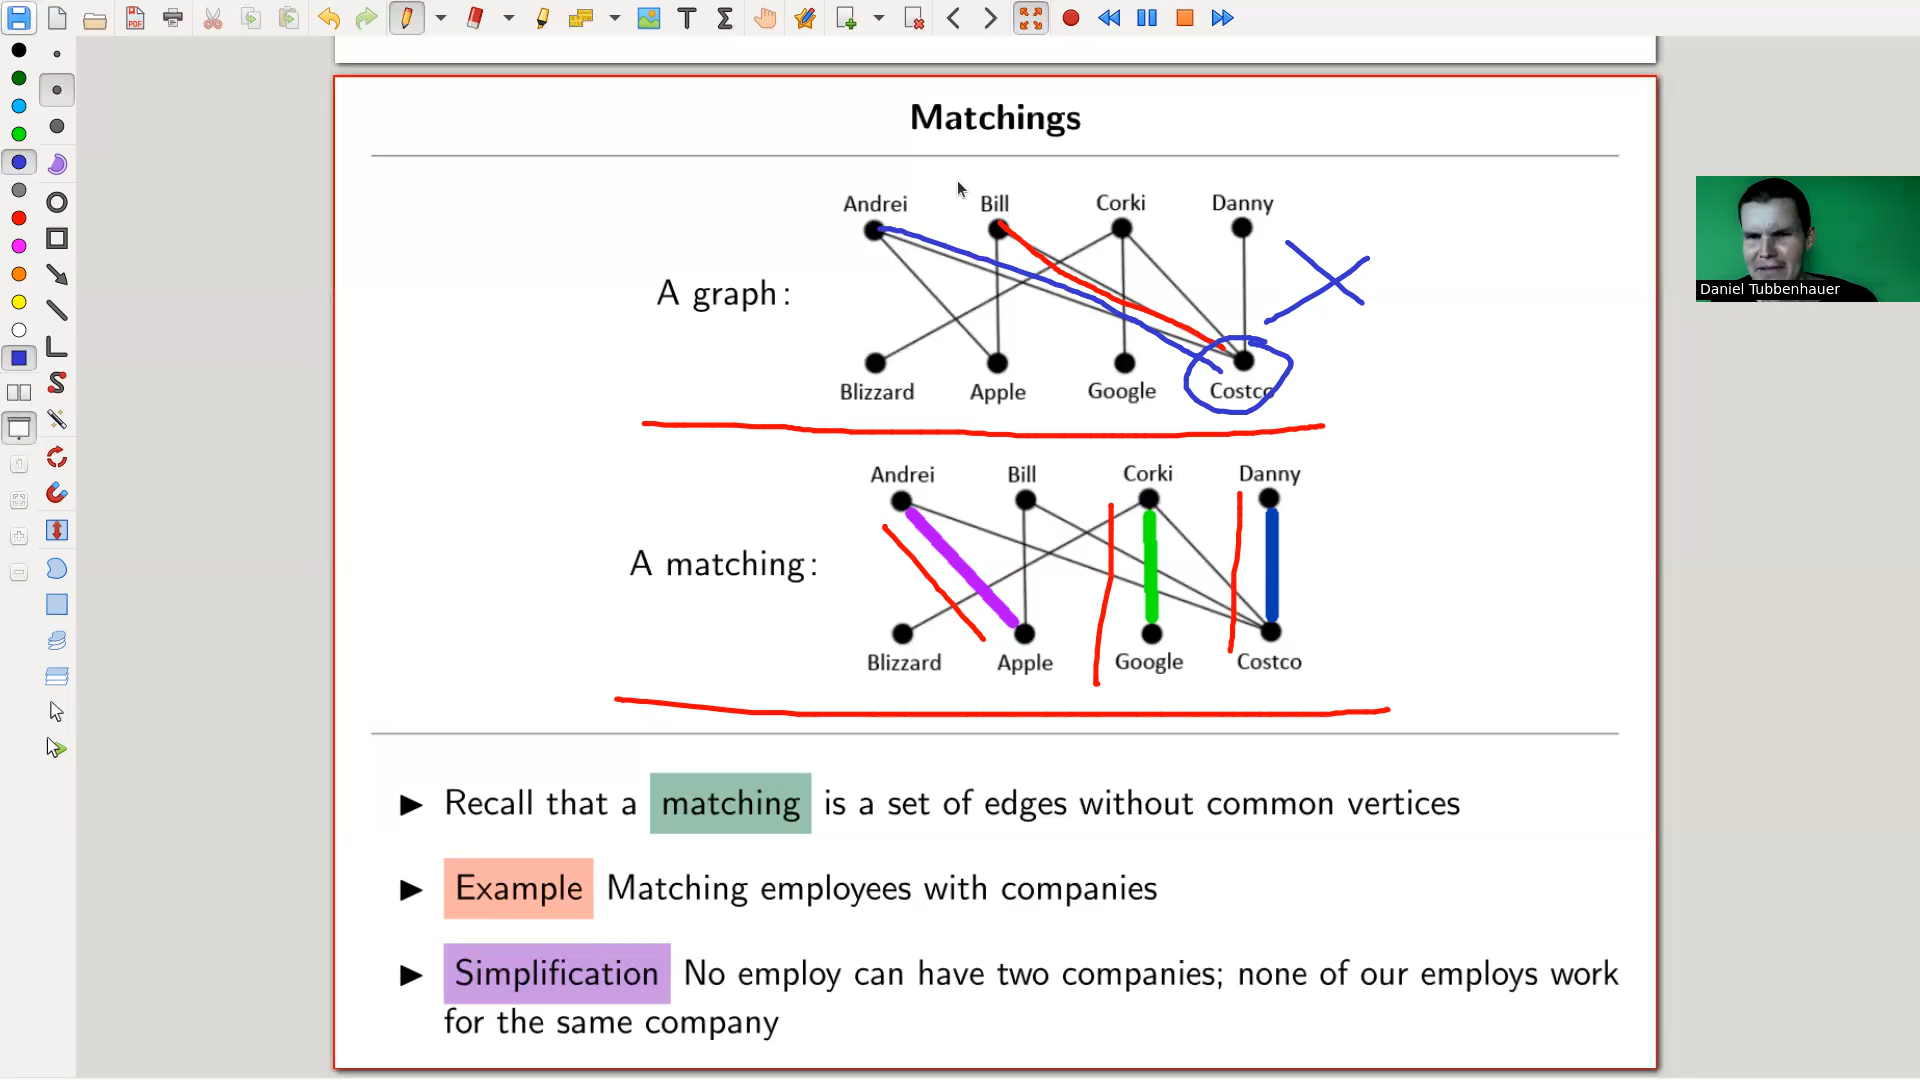 Matchings
Andrei Bill Corki Danny
A graph:
Blizzard Apple Google Costco
Andrei Bill Corki Danny
A matching:
Blizzard Apple Google Costco
▶ Recall that a matching is a set of edges without common vertices
▶ Example Matching employees with companies
▶ Simplification No employ can have two companies; none of our employs work
for the same company
Daniel Tubbenhauer